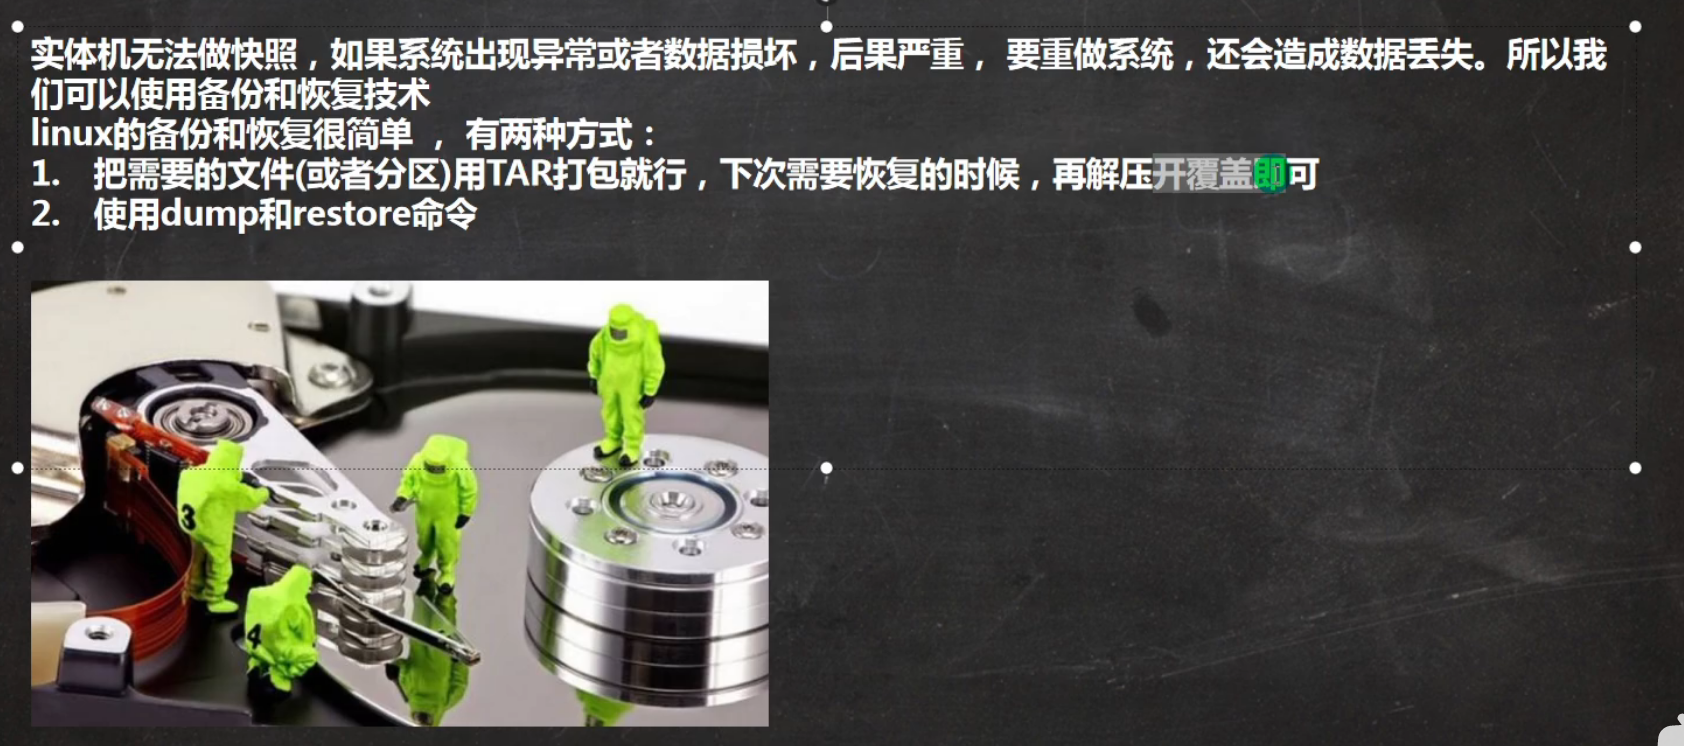 实体机无法做快照，如果系统出现异常或者数据损坏，后果严重， 要重做系统，还会造成数据丢失。所以我
们可以使用备份和恢复技术
linux的备份和恢复很简单 ， 有两种方式：
1. 把需要的文件(或者分区)用TAR打包就行，下次需要恢复的时候，再解压开覆盖即可
2. 使用dump和restore命令
3
4